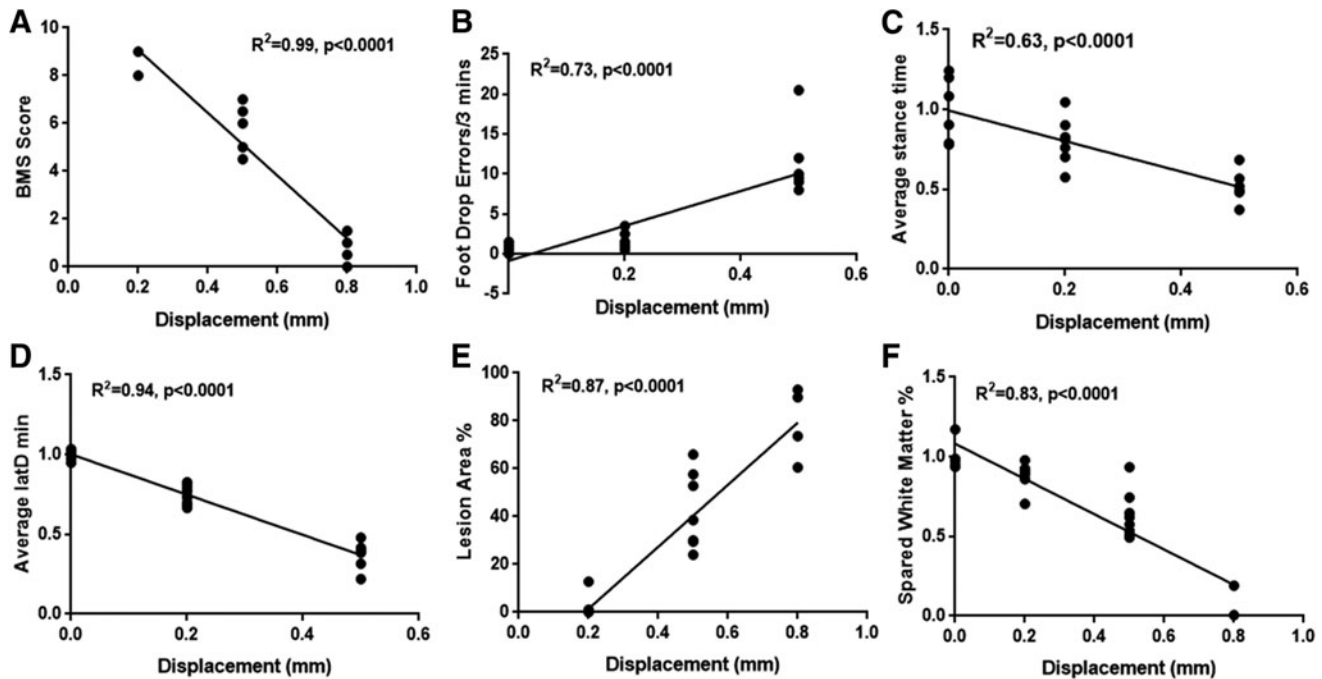 A
R²=0.99, p<0.0001
BMS Score
10
8
6
4
2
0
0.0 0.2 0.4 0.6 0.8 1.0
Displacement (mm)
B
R²=0.73, p<0.0001
Foot Drop Errors/3 mins
25
20
15
10
5
0
-5
0.2 0.4 0.6
Displacement (mm)
C
R²=0.63, p<0.0001
Average stance time
1.5
1.0
0.5
0.0
0.0 0.2 0.4 0.6
Displacement (mm)
D
R²=0.94, p<0.0001
Average latD min
1.5
1.0
0.5
0.0
0.0 0.2 0.4 0.6
Displacement (mm)
E
R²=0.87, p<0.0001
Lesion Area %
100
80
60
40
20
0
0.0 0.2 0.4 0.6 0.8 1.0
Displacement (mm)
F
R²=0.83, p<0.0001
Spared White Matter %
1.5
1.0
0.5
0.0
0.0 0.2 0.4 0.6 0.8 1.0
Displacement (mm)